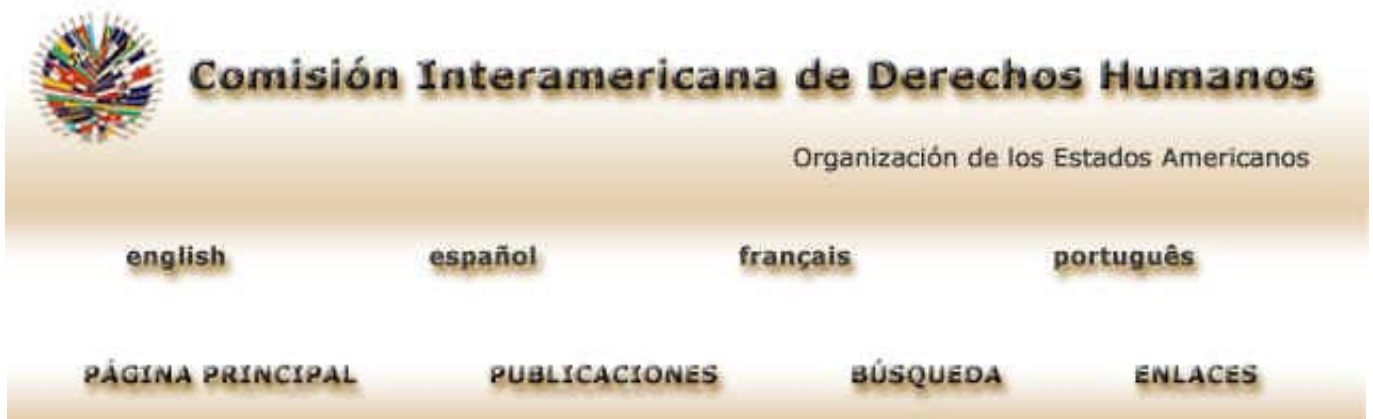 Comisión Interamericana de Derechos Humanos
Organización de los Estados Americanos
english español français português
PÁGINA PRINCIPAL PUBLICACIONES BÚSQUEDA ENLACES